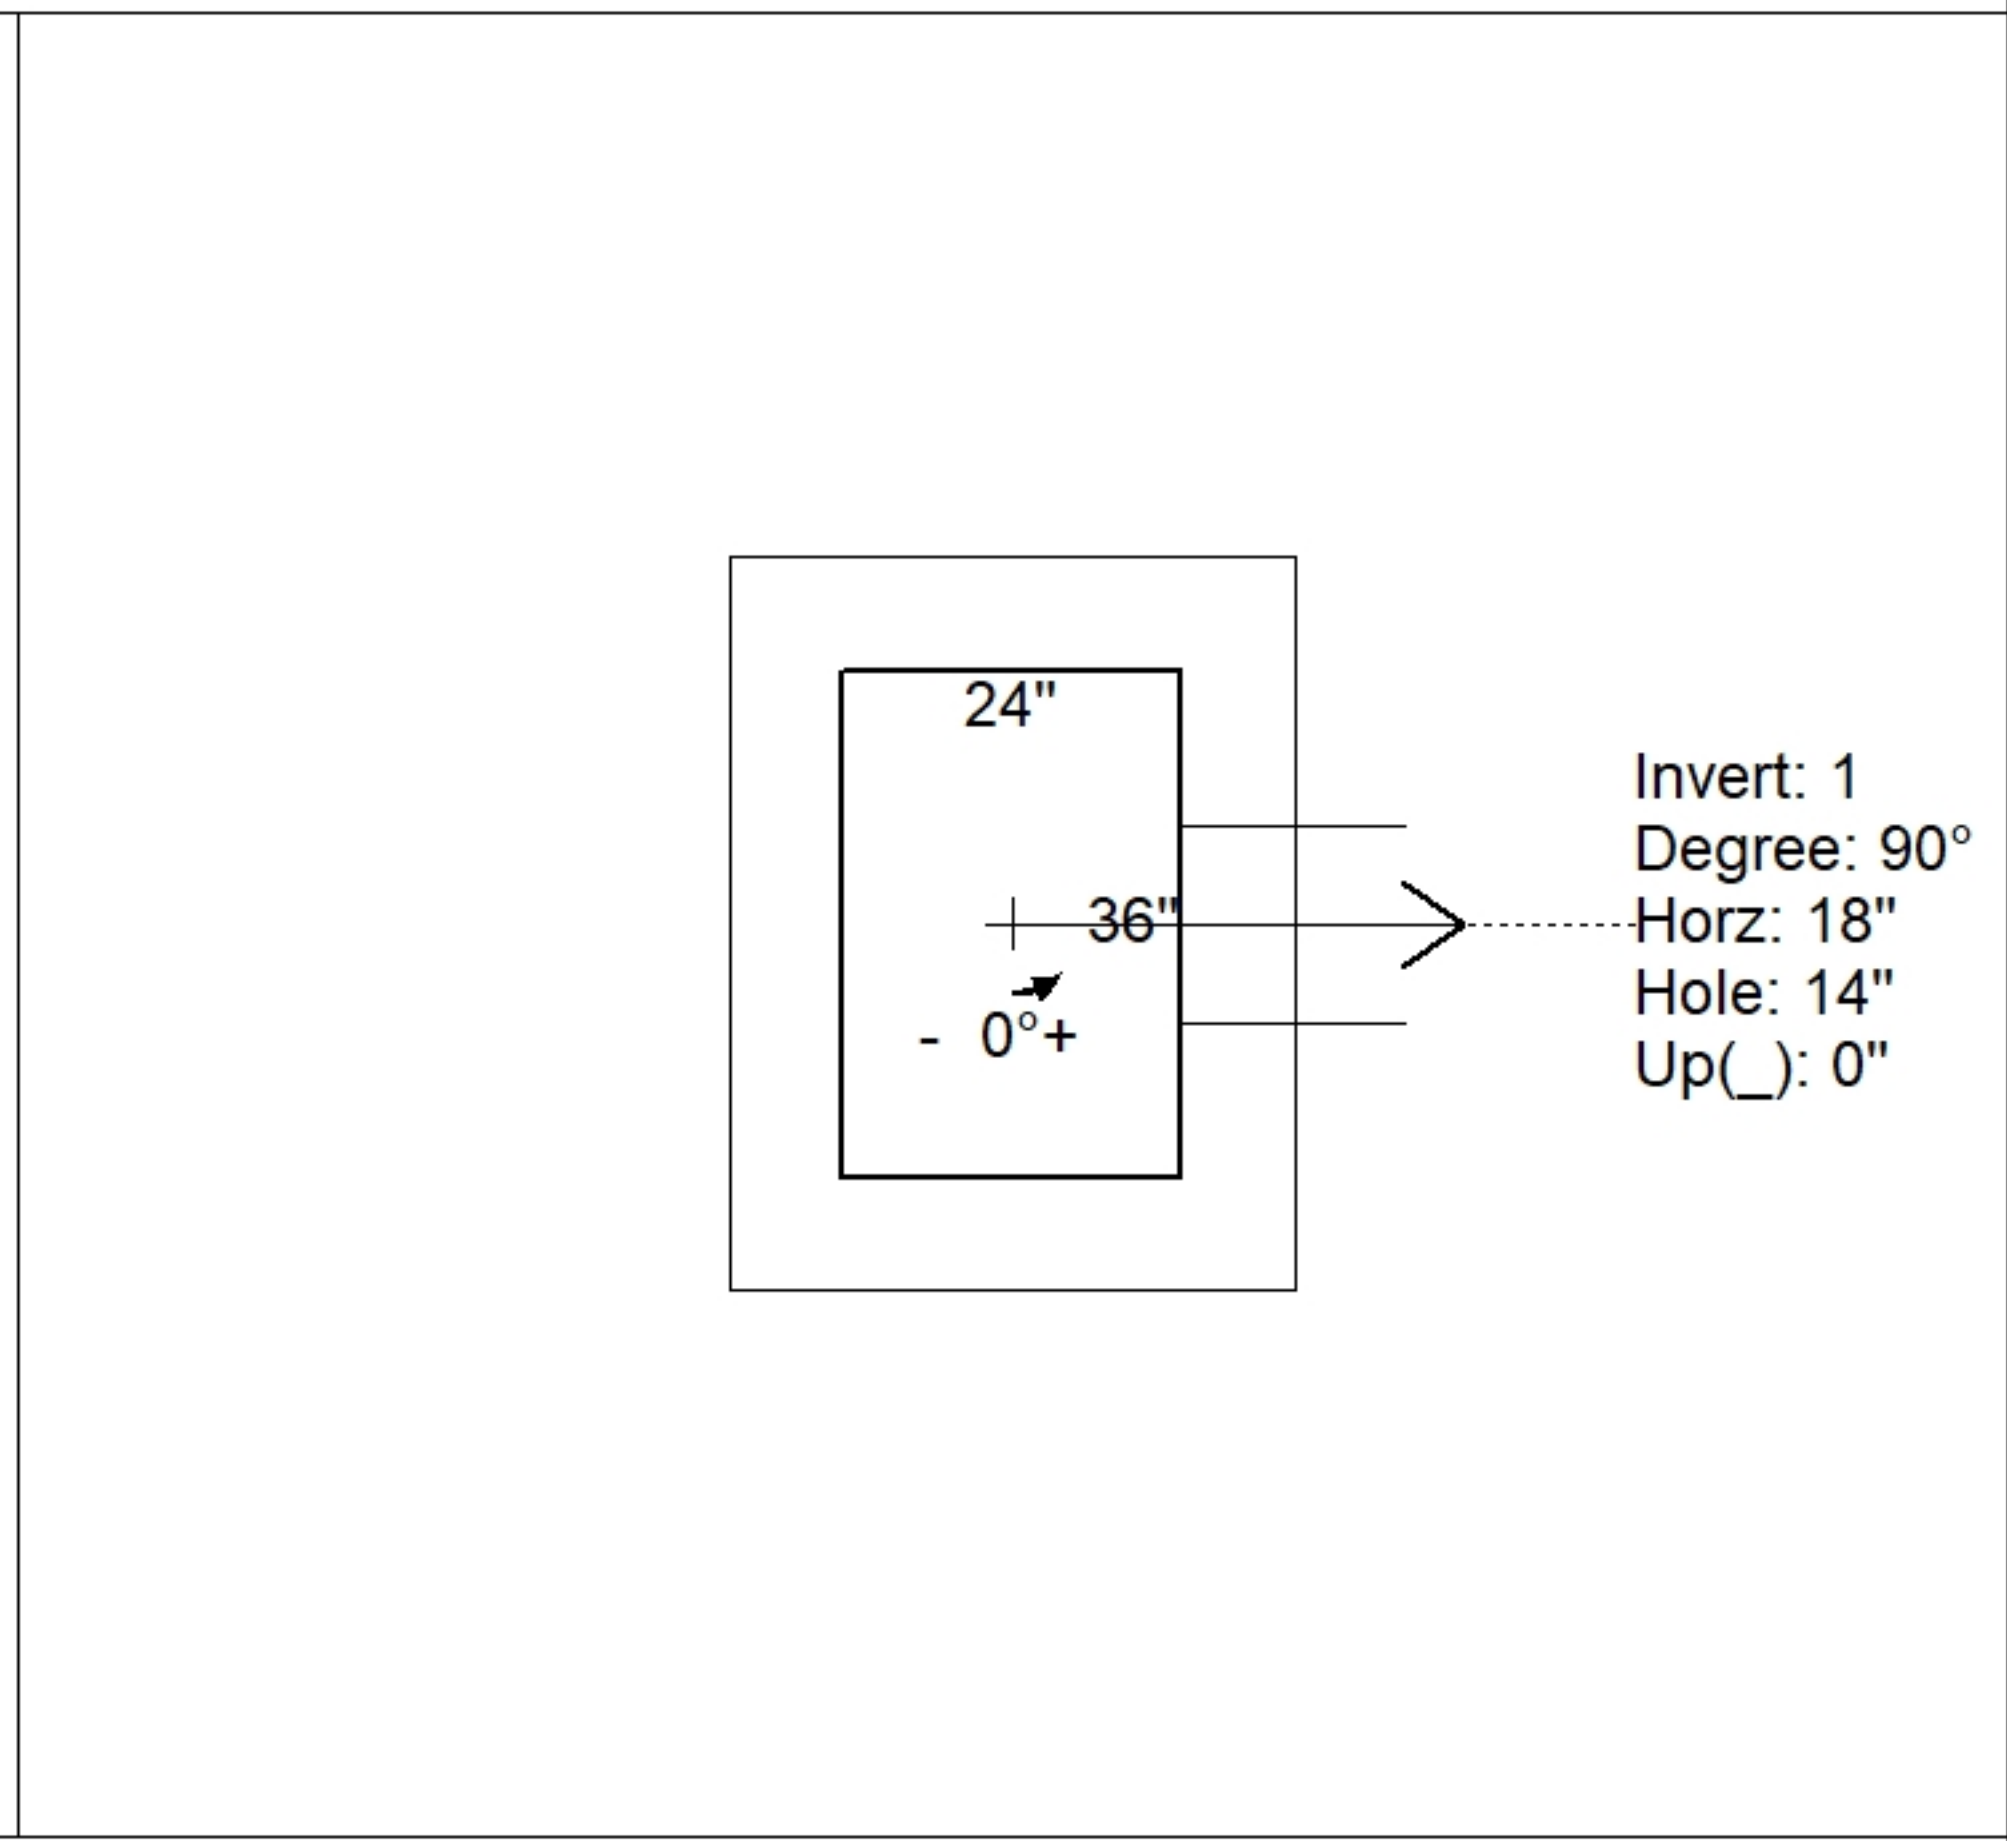 24"
36"
- 0°+
Invert: 1
Degree: 90°
Horz: 18"
Hole: 14"
Up(_): 0"